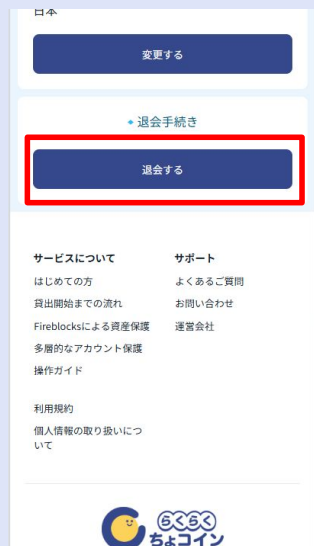 日本
変更する
退会手続き
退会する
サービスについて
はじめての方
貸出開始までの流れ
Fireblocksによる資産保護
多層的なアカウント保護
操作ガイド
利用規約
個人情報の取り扱いにつ
いて
サポート
よくあるご質問
お問い合わせ
運営会社
らくらく
ちょコイン